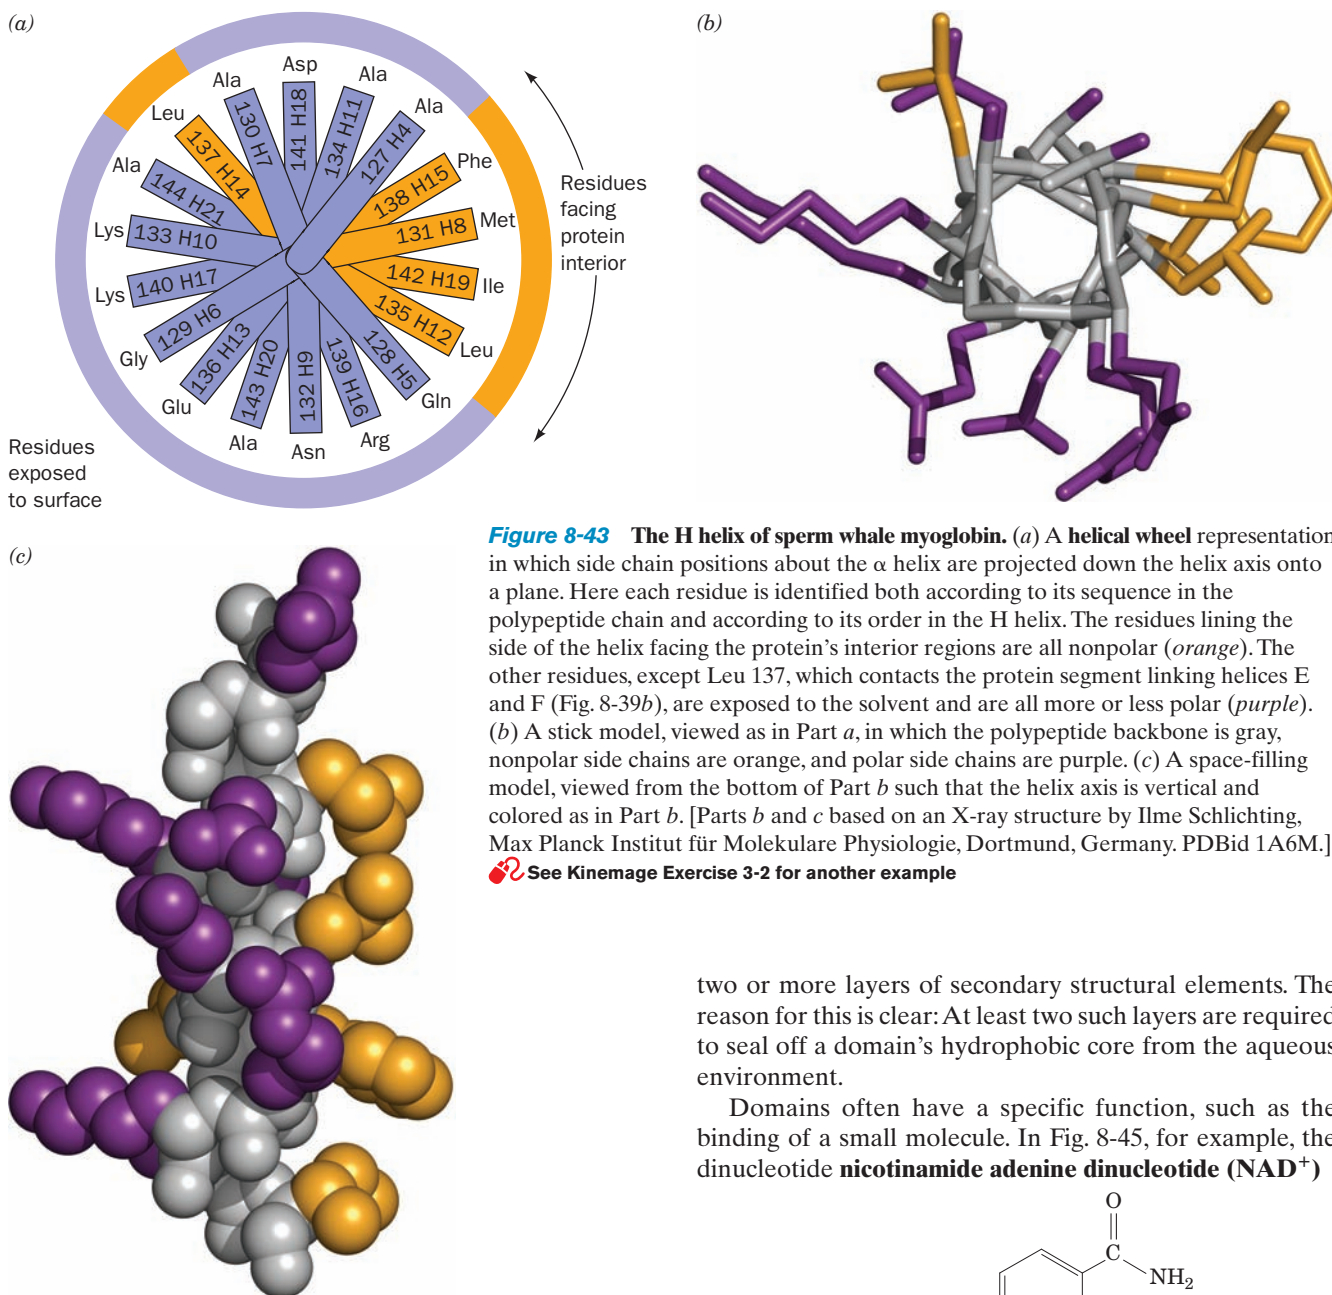 (a)
Asp
Ala
Ala
Ala
Leu
Phe
Ala
Met
Lys
Ile
Lys
Leu
Gly
Gln
Glu
Arg
Ala
Asn
141 H18
134 H11
127 H4
138 H15
131 H8
142 H19
135 H12
128 H5
139 H16
132 H9
143 H20
136 H13
129 H6
140 H17
133 H10
144 H21
137 H14
130 H7
Residues
facing
protein
interior
Residues
exposed
to surface
(b)
(c)
Figure 8-43 The H helix of sperm whale myoglobin. (a) A helical wheel representation
in which side chain positions about the α helix are projected down the helix axis onto
a plane. Here each residue is identified both according to its sequence in the
polypeptide chain and according to its order in the H helix. The residues lining the
side of the helix facing the protein's interior regions are all nonpolar (orange). The
other residues, except Leu 137, which contacts the protein segment linking helices E
and F (Fig. 8-39b), are exposed to the solvent and are all more or less polar (purple).
(b) A stick model, viewed as in Part a, in which the polypeptide backbone is gray,
nonpolar side chains are orange, and polar side chains are purple. (c) A space-filling
model, viewed from the bottom of Part b such that the helix axis is vertical and
colored as in Part b. [Parts b and c based on an X-ray structure by Ilme Schlichting,
Max Planck Institut für Molekulare Physiologie, Dortmund, Germany. PDBid 1A6M.]
See Kinemage Exercise 3-2 for another example
two or more layers of secondary structural elements. The
reason for this is clear: At least two such layers are required
to seal off a domain's hydrophobic core from the aqueous
environment.
Domains often have a specific function, such as the
binding of a small molecule. In Fig. 8-45, for example, the
dinucleotide nicotinamide adenine dinucleotide (NAD⁺)
O
C
NH₂